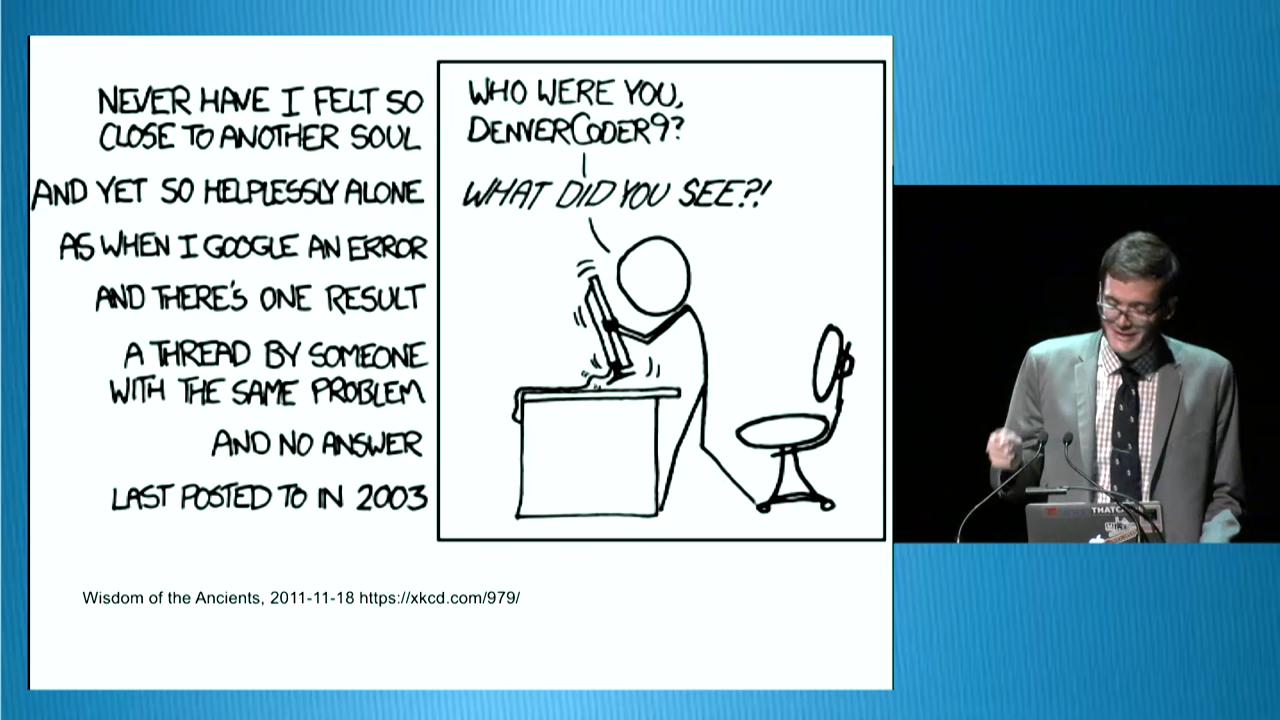 NEVER HAVE I FELT SO
CLOSE TO ANOTHER SOUL
AND YET SO HELPLESSLY ALONE
AS WHEN I GOOGLE AN ERROR
AND THERE'S ONE RESULT
A THREAD BY SOMEONE
WITH THE SAME PROBLEM
AND NO ANSWER
LAST POSTED TO IN 2003
WHO WERE YOU,
DENVERCODER9?
WHAT DID YOU SEE?!
Wisdom of the Ancients, 2011-11-18 https://xkcd.com/979/